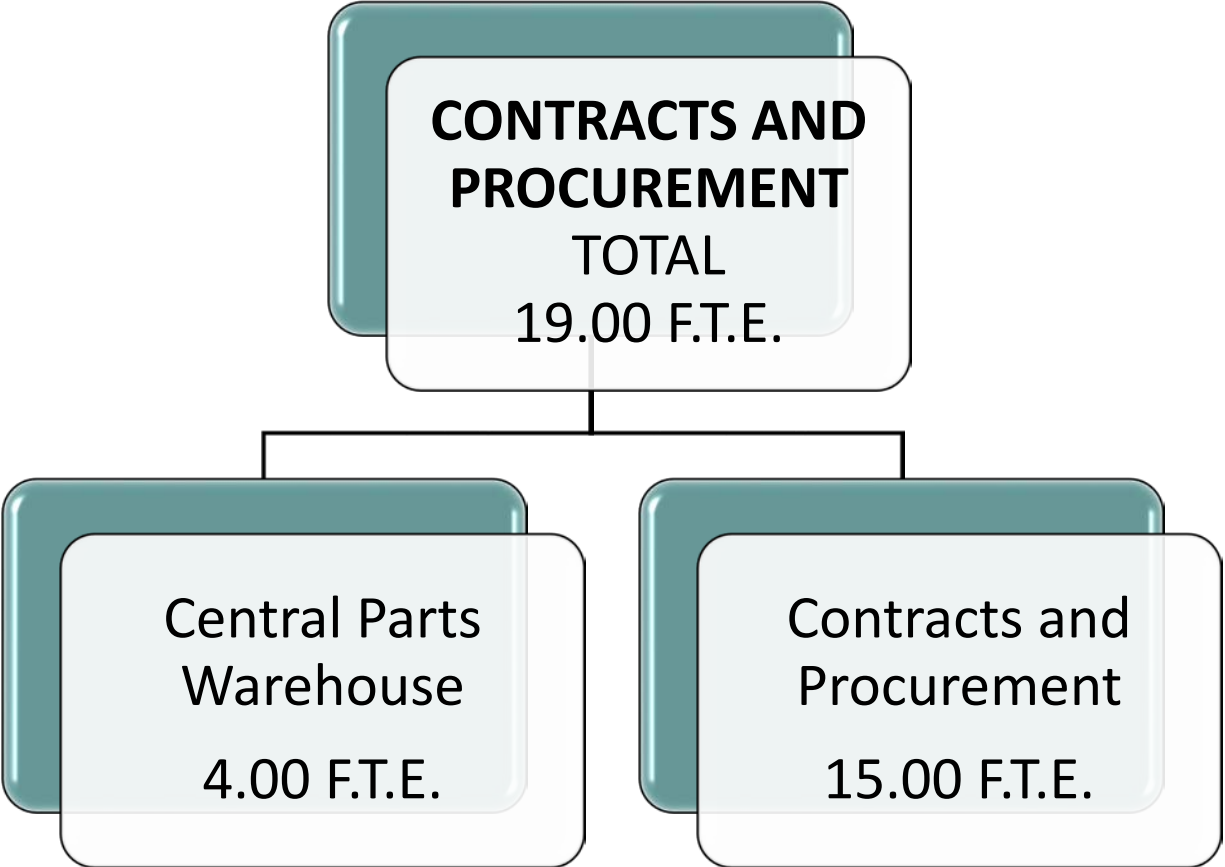 CONTRACTS AND
PROCUREMENT
TOTAL
19.00 F.T.E.
Central Parts
Warehouse
4.00 F.T.E.
Contracts and
Procurement
15.00 F.T.E.